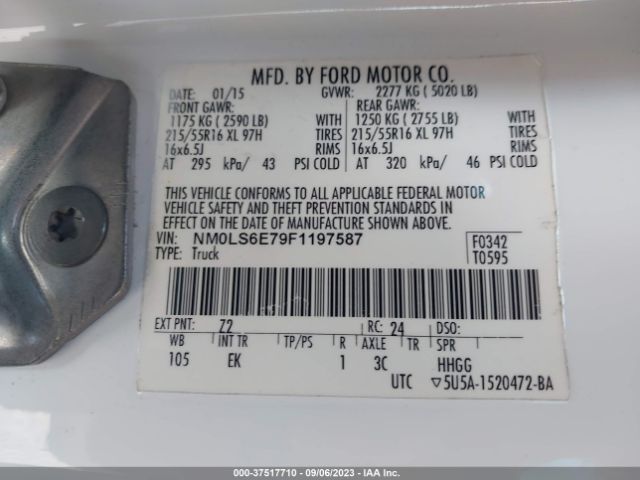 MFD. BY FORD MOTOR CO.
DATE: 01/15 GVWR: 2277 KG ( 5020 LB)
FRONT GAWR: REAR GAWR:
1175 KG ( 2590 LB) WITH 1250 KG ( 2755 LB) WITH
215/55R16 XL 97H TIRES 215/55R16 XL 97H TIRES
16x6.5J RIMS 16x6.5J RIMS
AT 295 kPa/ 43 PSI COLD AT 320 kPa/ 46 PSI COLD
THIS VEHICLE CONFORMS TO ALL APPLICABLE FEDERAL MOTOR
VEHICLE SAFETY AND THEFT PREVENTION STANDARDS IN
EFFECT ON THE DATE OF MANUFACTURE SHOWN ABOVE.
VIN: NM0LS6E79F1197587 F0342
TYPE: Truck T0595
EXT PNT: Z2 RC: 24 DSO:
WB INT TR TP/PS R AXLE TR SPR
105 EK 1 3C HHGG
UTC ▽5U5A-1520472-BA
000-37517710 - 09/06/2023 - IAA Inc.